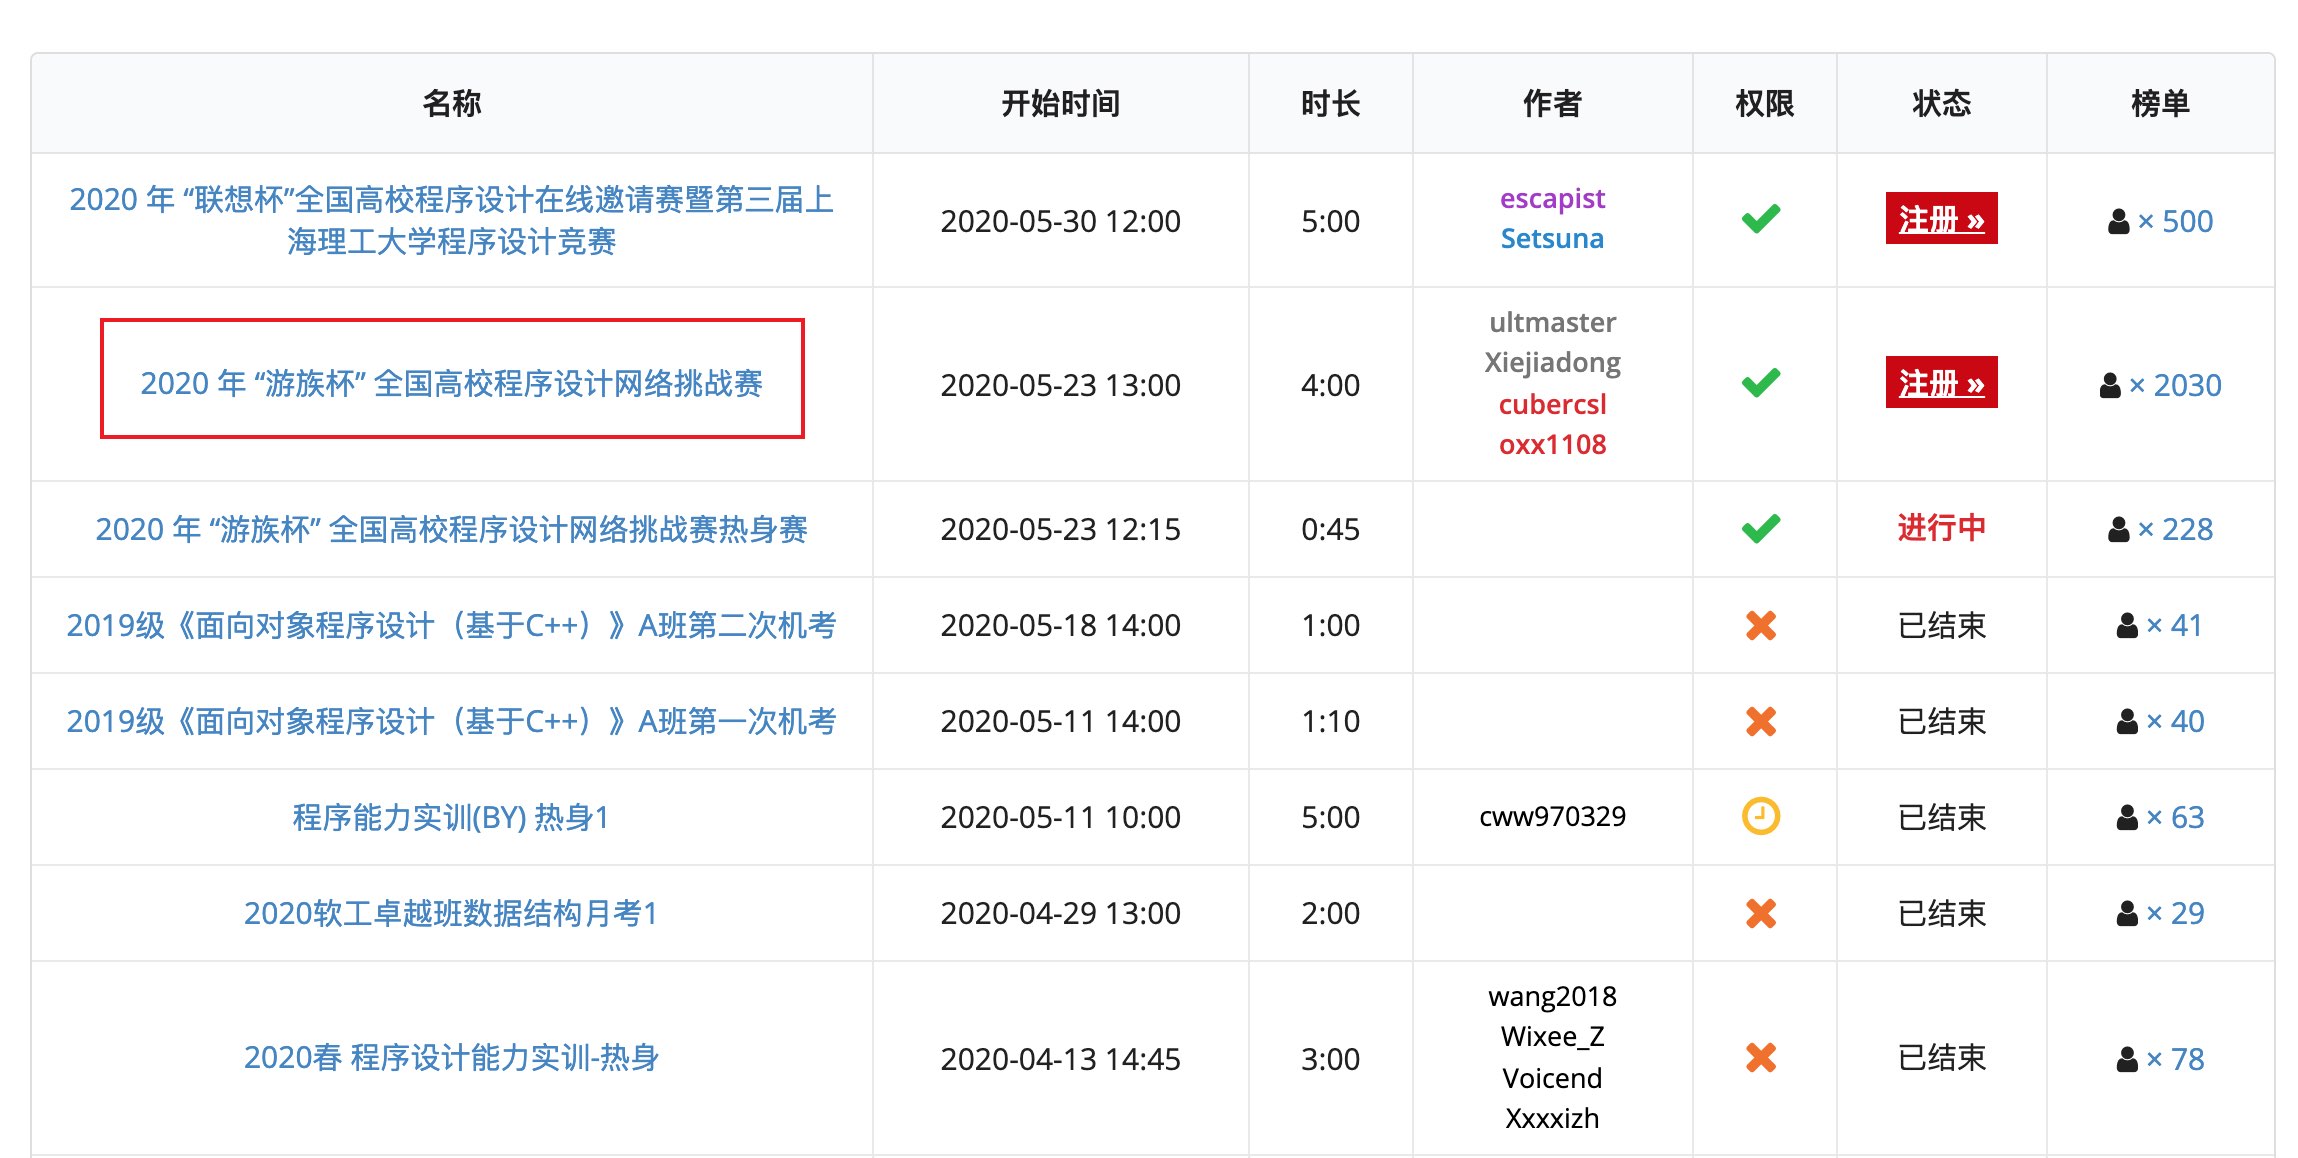 名称 开始时间 时长 作者 权限 状态 榜单
2020 年 “联想杯”全国高校程序设计在线邀请赛暨第三届上
海理工大学程序设计竞赛
2020-05-30 12:00
5:00
escapist
Setsuna
注册 »
× 500
2020 年 “游族杯” 全国高校程序设计网络挑战赛
2020-05-23 13:00
4:00
ultmaster
Xiejiadong
cubercsl
oxx1108
注册 »
× 2030
2020 年 “游族杯” 全国高校程序设计网络挑战赛热身赛 2020-05-23 12:15 0:45 进行中 × 228
2019级《面向对象程序设计（基于C++）》A班第二次机考 2020-05-18 14:00 1:00 已结束 × 41
2019级《面向对象程序设计（基于C++）》A班第一次机考 2020-05-11 14:00 1:10 已结束 × 40
程序能力实训(BY) 热身1 2020-05-11 10:00 5:00 cww970329 已结束 × 63
2020软工卓越班数据结构月考1 2020-04-29 13:00 2:00 已结束 × 29
2020春 程序设计能力实训-热身
2020-04-13 14:45
3:00
wang2018
Wixee_Z
Voicend
Xxxxizh
已结束
× 78